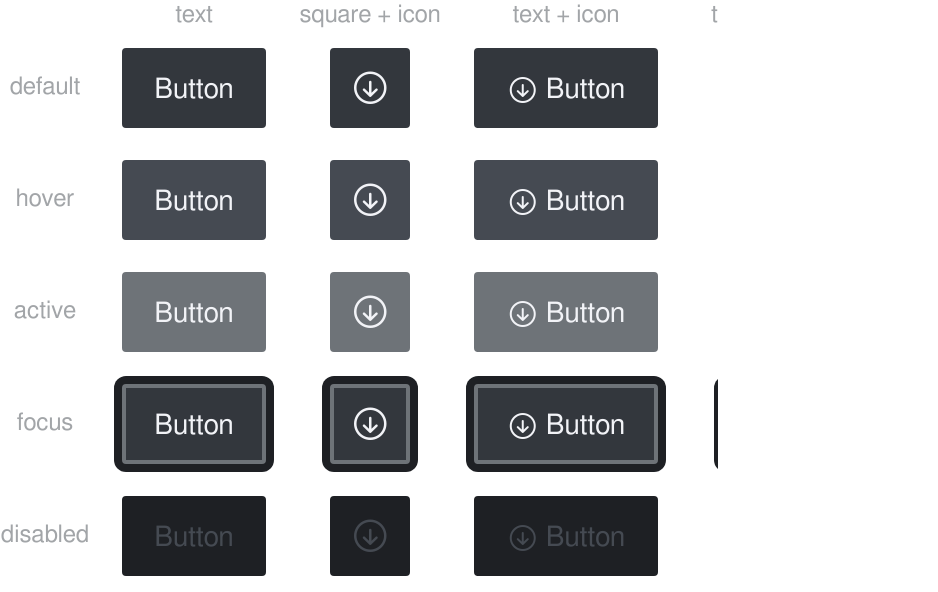 text square + icon text + icon t
default Button Button
hover Button Button
active Button Button
focus Button Button
disabled Button Button